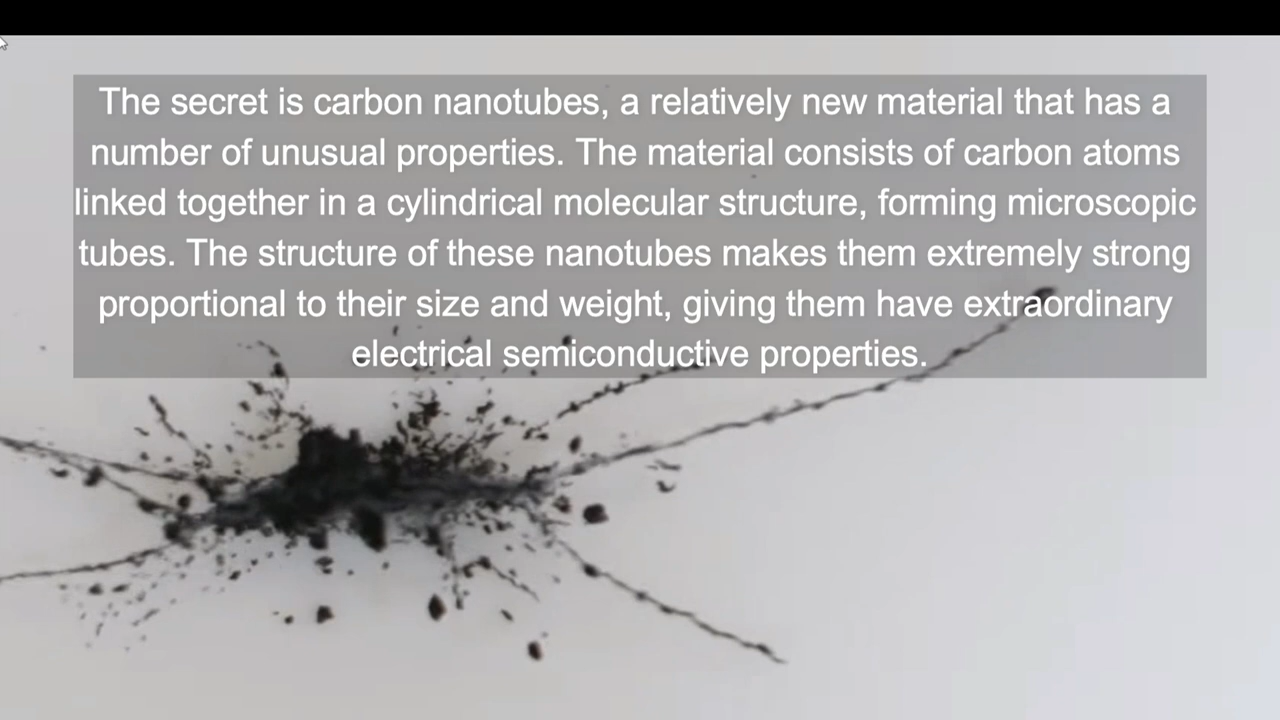 The secret is carbon nanotubes, a relatively new material that has a
number of unusual properties. The material consists of carbon atoms
linked together in a cylindrical molecular structure, forming microscopic
tubes. The structure of these nanotubes makes them extremely strong
proportional to their size and weight, giving them have extraordinary
electrical semiconductive properties.